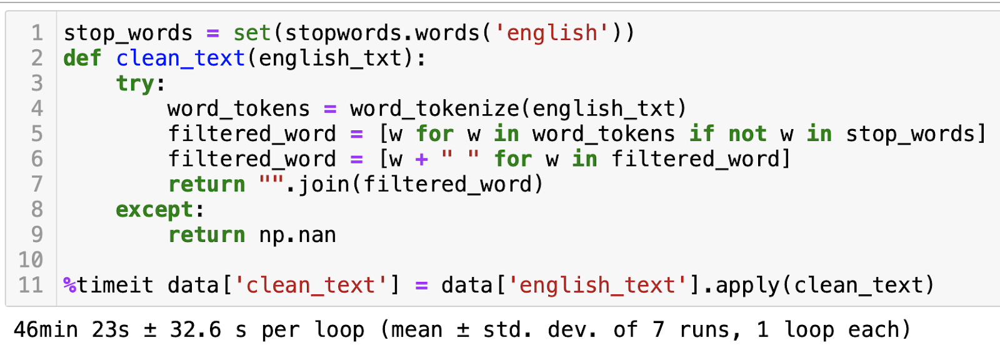 1 stop_words = set(stopwords.words('english'))
2 def clean_text(english_txt):
3     try:
4         word_tokens = word_tokenize(english_txt)
5         filtered_word = [w for w in word_tokens if not w in stop_words]
6         filtered_word = [w + " " for w in filtered_word]
7         return "".join(filtered_word)
8     except:
9         return np.nan
10
11 %timeit data['clean_text'] = data['english_text'].apply(clean_text)
46min 23s ± 32.6 s per loop (mean ± std. dev. of 7 runs, 1 loop each)